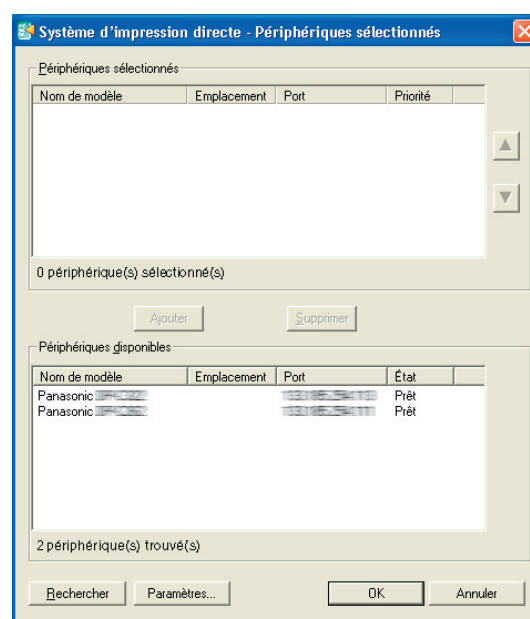 Système d'impression directe - Périphériques sélectionnés
Périphériques sélectionnés
Nom de modèle Emplacement Port Priorité
0 périphérique(s) sélectionné(s)
Ajouter Supprimer
Périphériques disponibles
Nom de modèle Emplacement Port État
Panasonic Prêt
Panasonic Prêt
2 périphérique(s) trouvé(s)
Rechercher Paramètres... OK Annuler